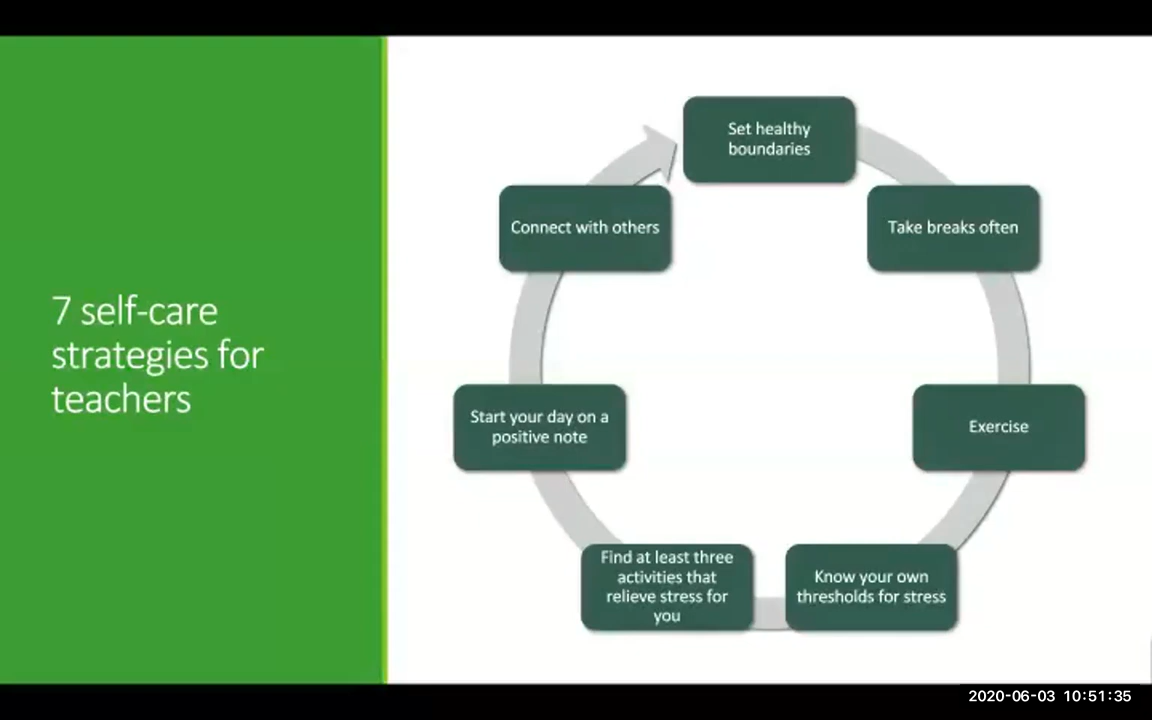 7 self-care
strategies for
teachers
Set healthy
boundaries
Take breaks often
Exercise
Know your own
thresholds for stress
Find at least three
activities that
relieve stress for
you
Start your day on a
positive note
Connect with others
2020-06-03 10:51:35